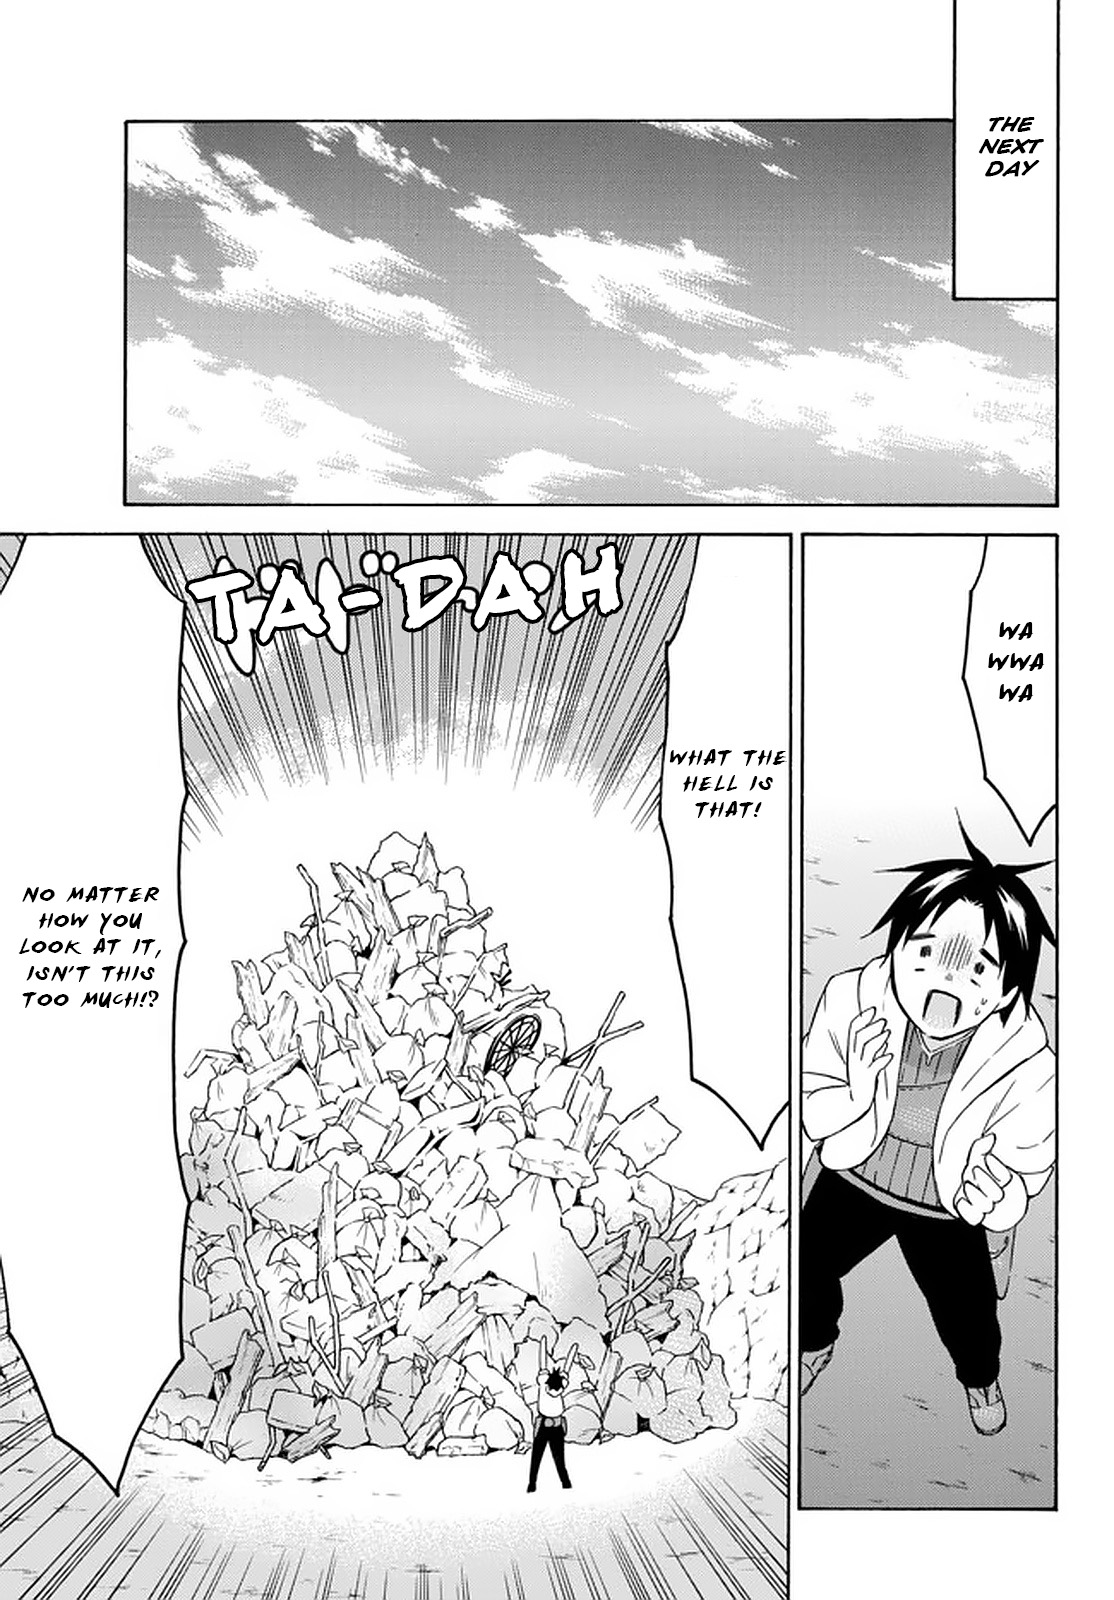 THE
NEXT
DAY
WA
WWA
WA
TA-DAH
WHAT THE
HELL IS
THAT!
NO MATTER
HOW YOU
LOOK AT IT,
ISN'T THIS
TOO MUCH!?